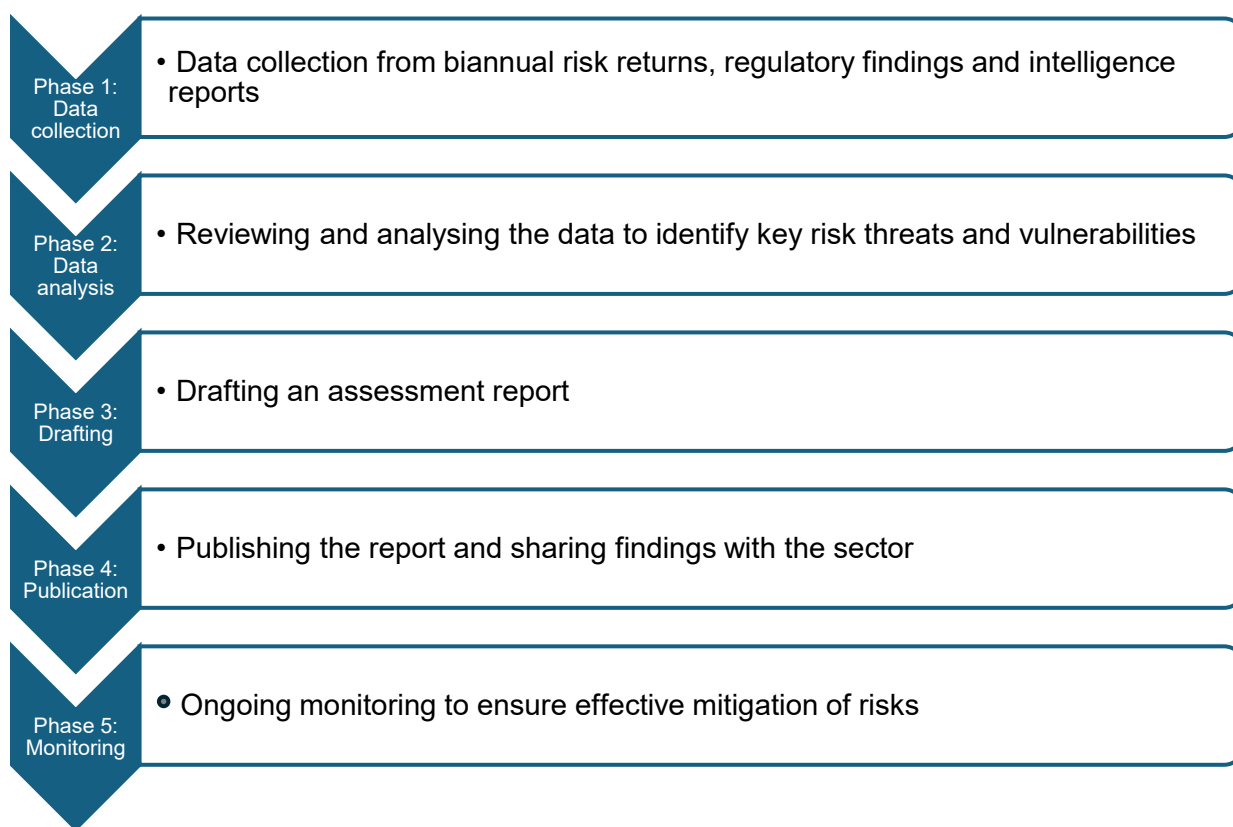 Phase 1:
Data
collection
• Data collection from biannual risk returns, regulatory findings and intelligence
reports
Phase 2:
Data
analysis
• Reviewing and analysing the data to identify key risk threats and vulnerabilities
Phase 3:
Drafting
• Drafting an assessment report
Phase 4:
Publication
• Publishing the report and sharing findings with the sector
Phase 5:
Monitoring
• Ongoing monitoring to ensure effective mitigation of risks